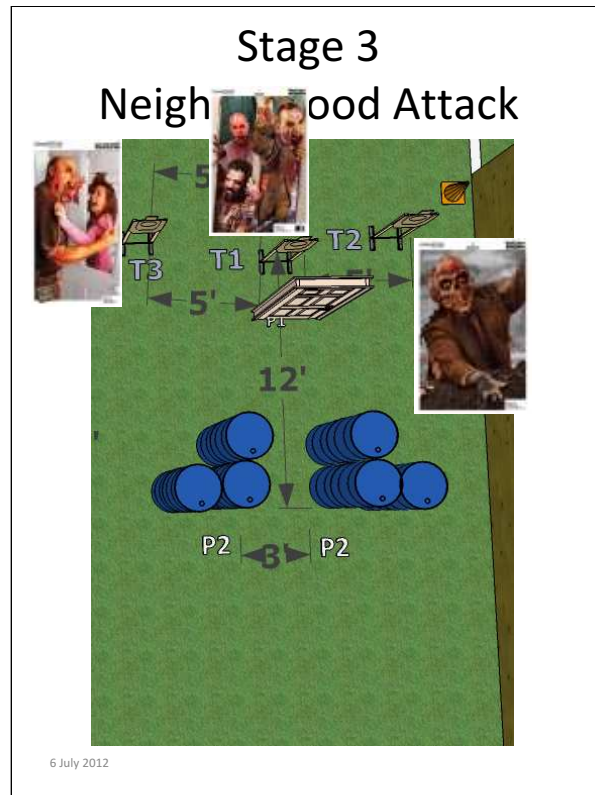 Stage 3
Neigh ood Attack
5'
T3
T1
T2
5'
5'
P1
12'
'
P2
3'
P2
6 July 2012